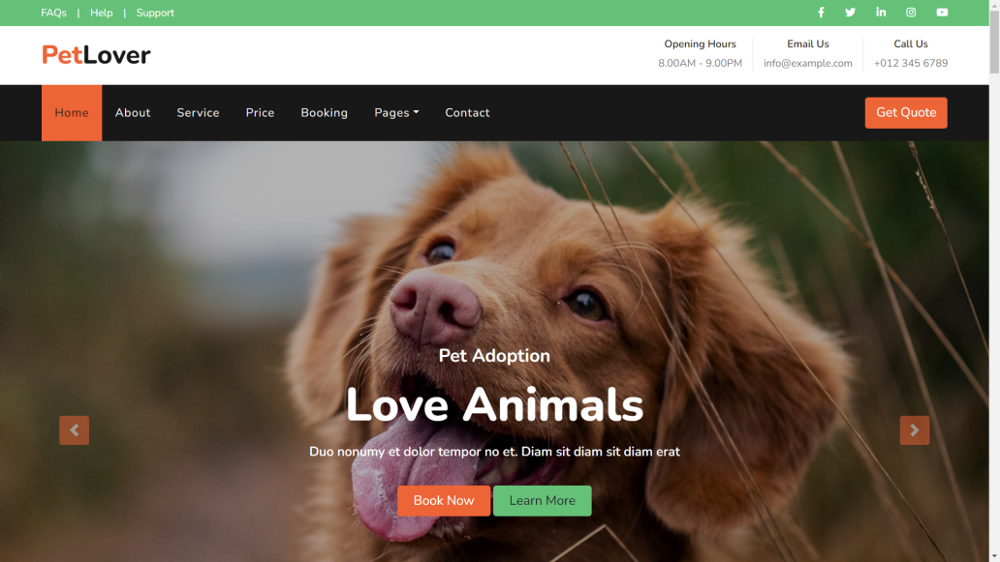 FAQs | Help | Support
PetLover
Opening Hours
8.00AM - 9.00PM
Email Us
info@example.com
Call Us
+012 345 6789
Home About Service Price Booking Pages Contact
Get Quote
Pet Adoption
Love Animals
Duo nonumy et dolor tempor no et. Diam sit diam sit diam erat
Book Now Learn More